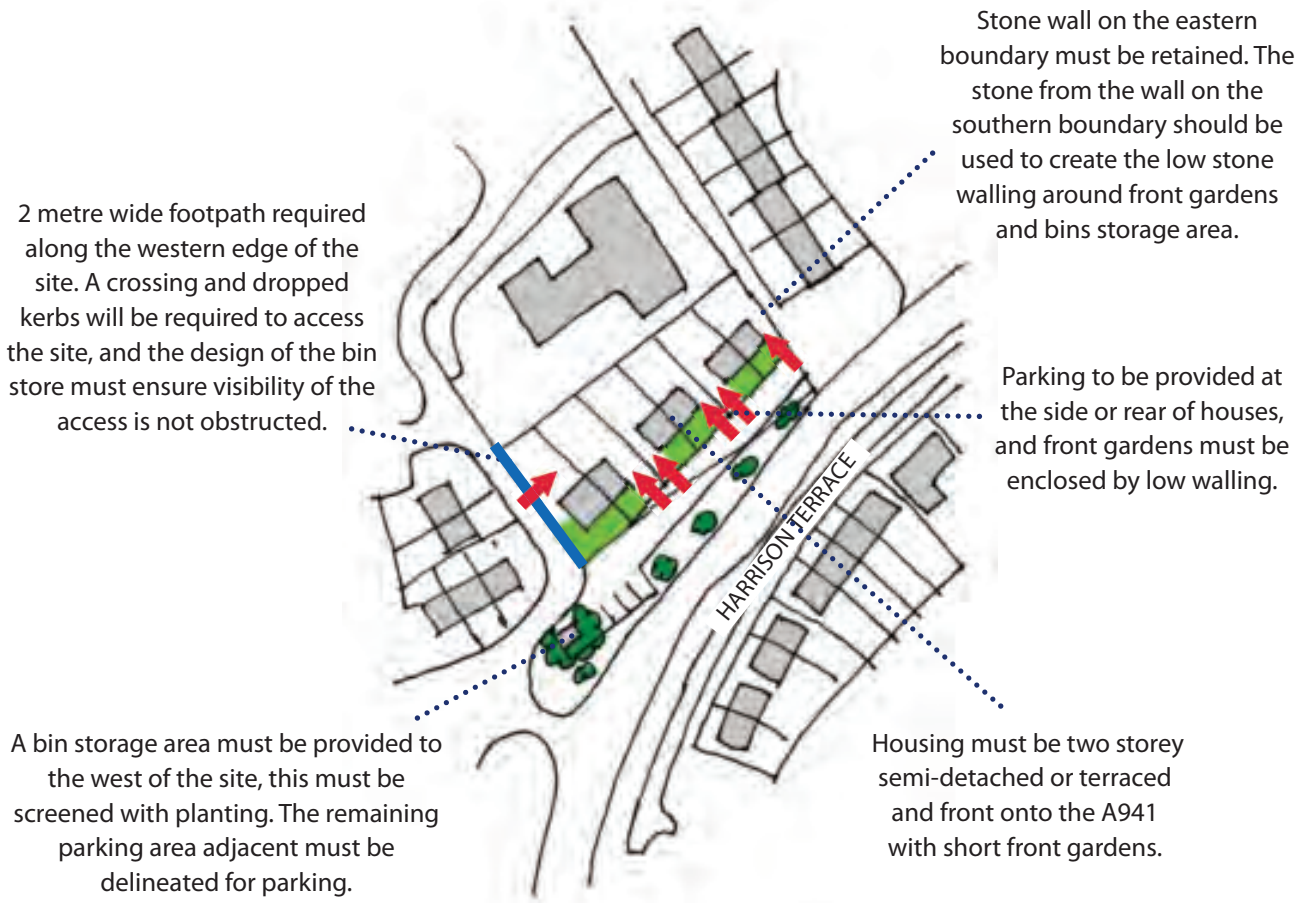 Stone wall on the eastern
boundary must be retained. The
stone from the wall on the
southern boundary should be
used to create the low stone
walling around front gardens
and bins storage area.
2 metre wide footpath required
along the western edge of the
site. A crossing and dropped
kerbs will be required to access
the site, and the design of the bin
store must ensure visibility of the
access is not obstructed.
Parking to be provided at
the side or rear of houses,
and front gardens must be
enclosed by low walling.
HARRISON TERRACE
A bin storage area must be provided to
the west of the site, this must be
screened with planting. The remaining
parking area adjacent must be
delineated for parking.
Housing must be two storey
semi-detached or terraced
and front onto the A941
with short front gardens.